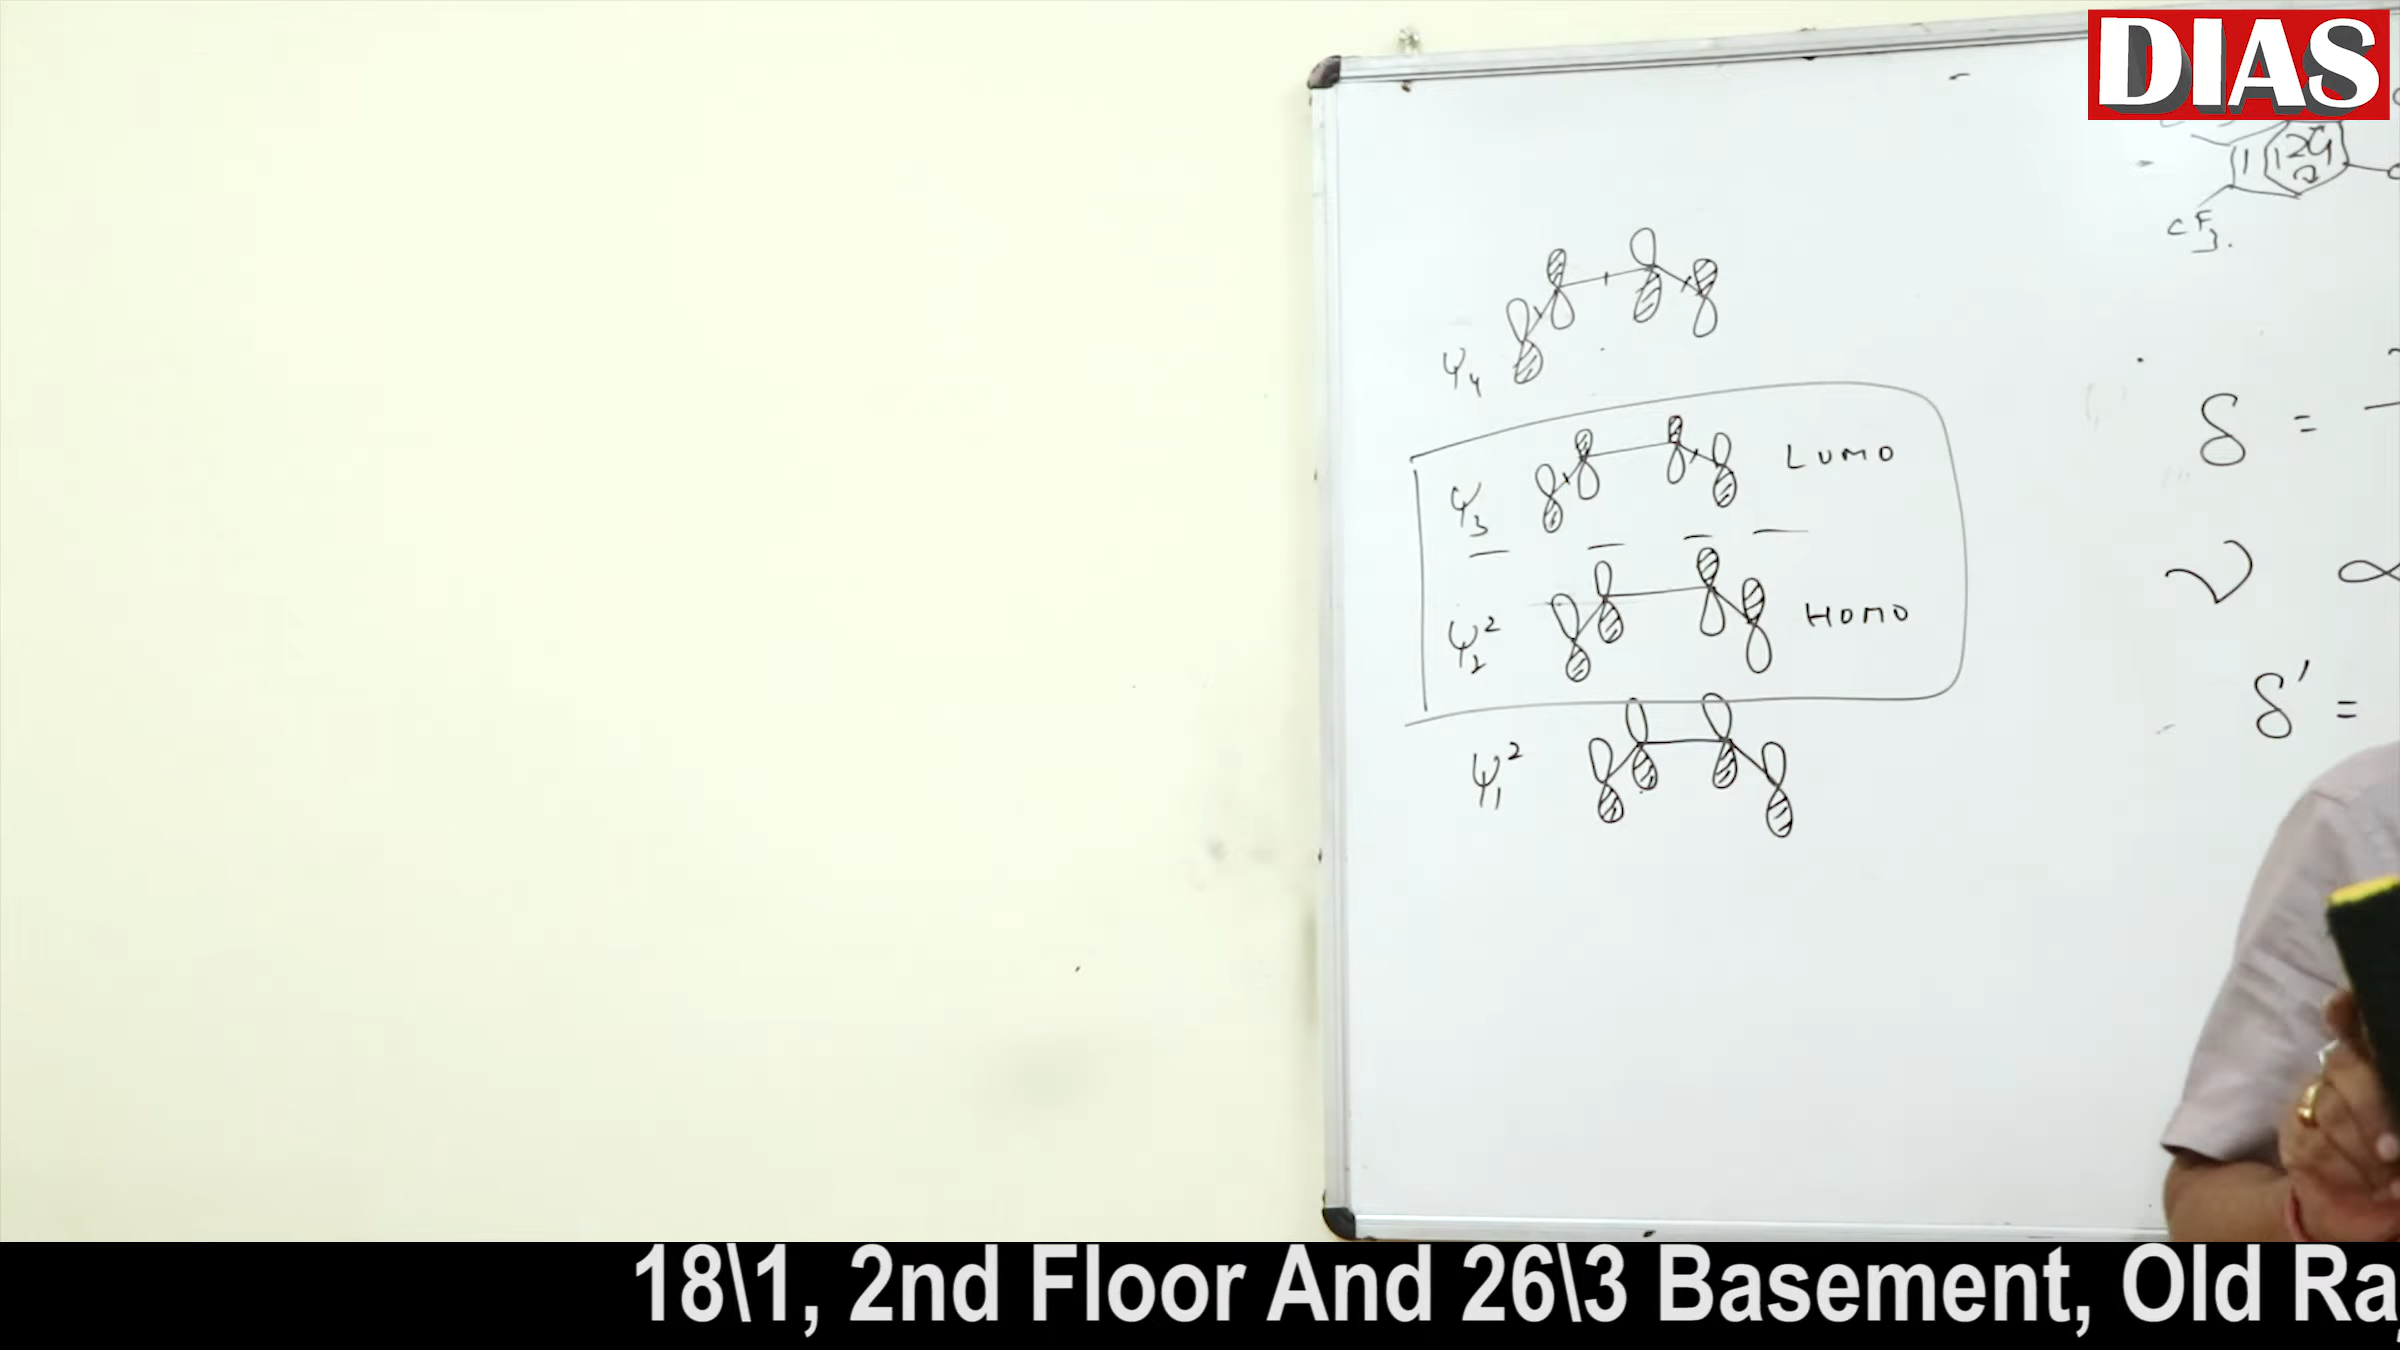 DIAS
CF₃.
Ψ₄
Ψ₃ LUMO
Ψ₂² HOMO
Ψ₁²
δ =
ν ∝
δ' =
18\1, 2nd Floor And 26\3 Basement, Old Ra